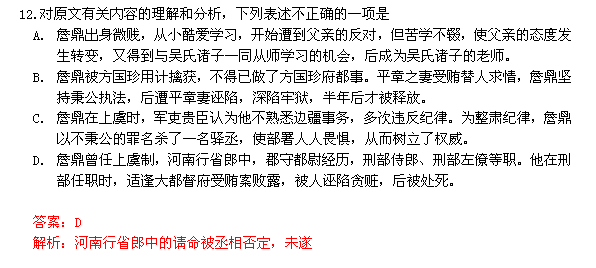 12.对原文有关内容的理解和分析，下列表述不正确的一项是
A. 詹鼎出身微贱，从小酷爱学习，开始遭到父亲的反对，但苦学不辍，使父亲的态度发
生转变，又得到与吴氏诸子一同从师学习的机会，后成为吴氏诸子的老师。
B. 詹鼎被方国珍用计擒获，不得已做了方国珍府都事。平章之妻受贿替人求情，詹鼎坚
持秉公执法，后遭平章妻诬陷，深陷牢狱，半年后才被释放。
C. 詹鼎在上虞时，军吏贵臣认为他不熟悉边疆事务，多次违反纪律。为整肃纪律，詹鼎
以不秉公的罪名杀了一名驿丞，使部署人人畏惧，从而树立了权威。
D. 詹鼎曾任上虞制，河南行省郎中，郡守都尉经历，刑部侍郎、刑部左僚等职。他在刑
部任职时，适逢大都督府受贿案败露，被人诬陷贪赃，后被处死。
答案：D
解析：河南行省郎中的请命被丞相否定，未遂